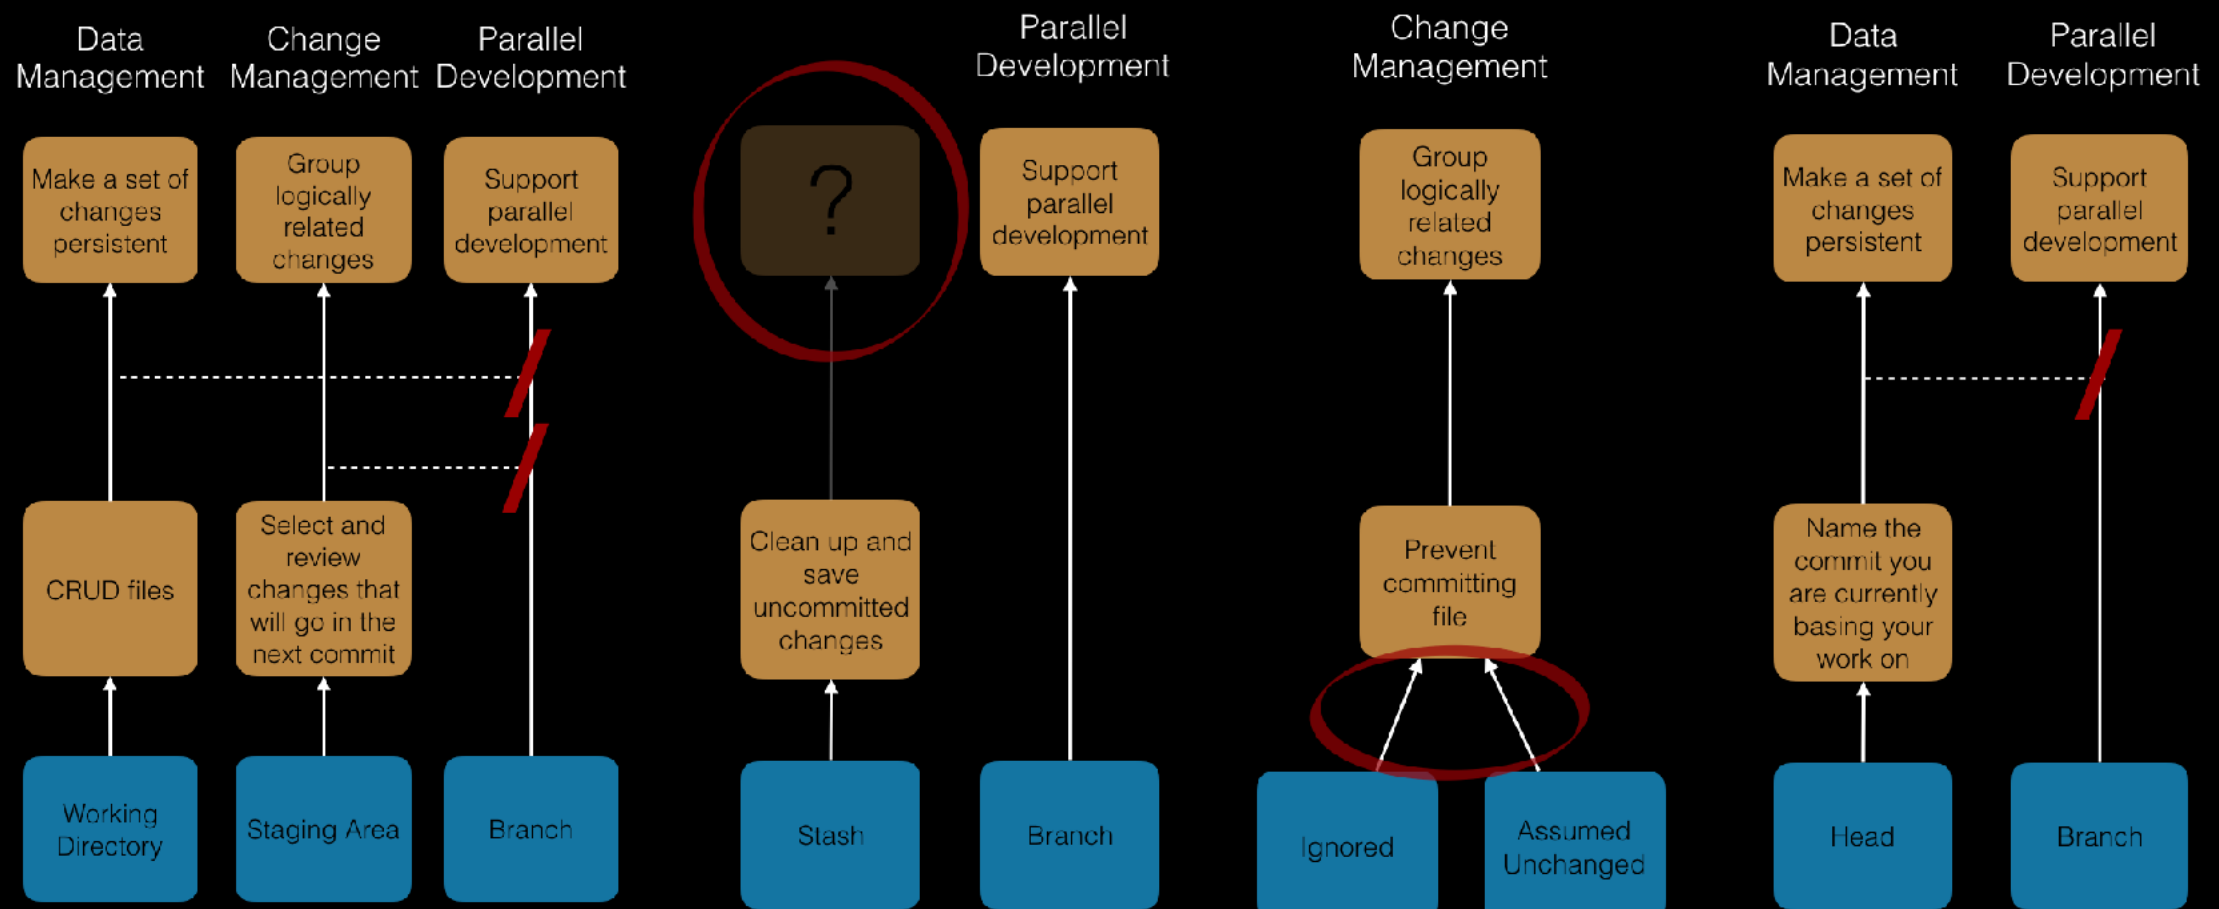 Data
Management
Change
Management
Parallel
Development
Parallel
Development
Change
Management
Data
Management
Parallel
Development
Make a set of
changes
persistent
Group
logically
related
changes
Support
parallel
development
?
Support
parallel
development
Group
logically
related
changes
Make a set of
changes
persistent
Support
parallel
development
CRUD files
Select and
review
changes that
will go in the
next commit
Clean up and
save
uncommitted
changes
Prevent
committing
file
Name the
commit you
are currently
basing your
work on
Working
Directory
Staging Area
Branch
Stash
Branch
Ignored
Assumed
Unchanged
Head
Branch